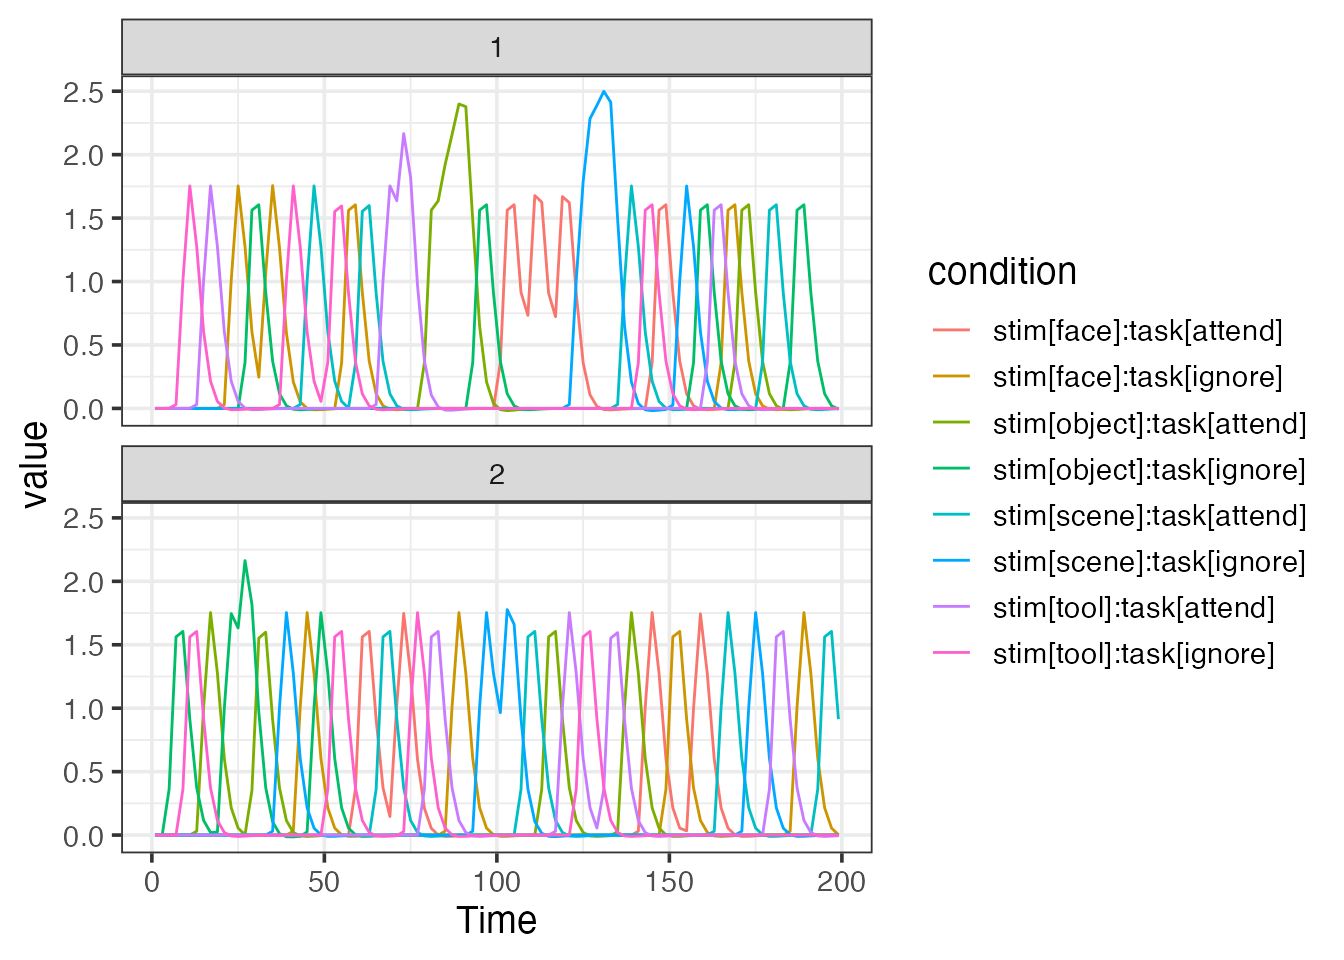 1
2.5
2.0
1.5
1.0
0.5
0.0
value
2
2.5
2.0
1.5
1.0
0.5
0.0
0 50 100 150 200
Time
condition
stim[face]:task[attend]
stim[face]:task[ignore]
stim[object]:task[attend]
stim[object]:task[ignore]
stim[scene]:task[attend]
stim[scene]:task[ignore]
stim[tool]:task[attend]
stim[tool]:task[ignore]